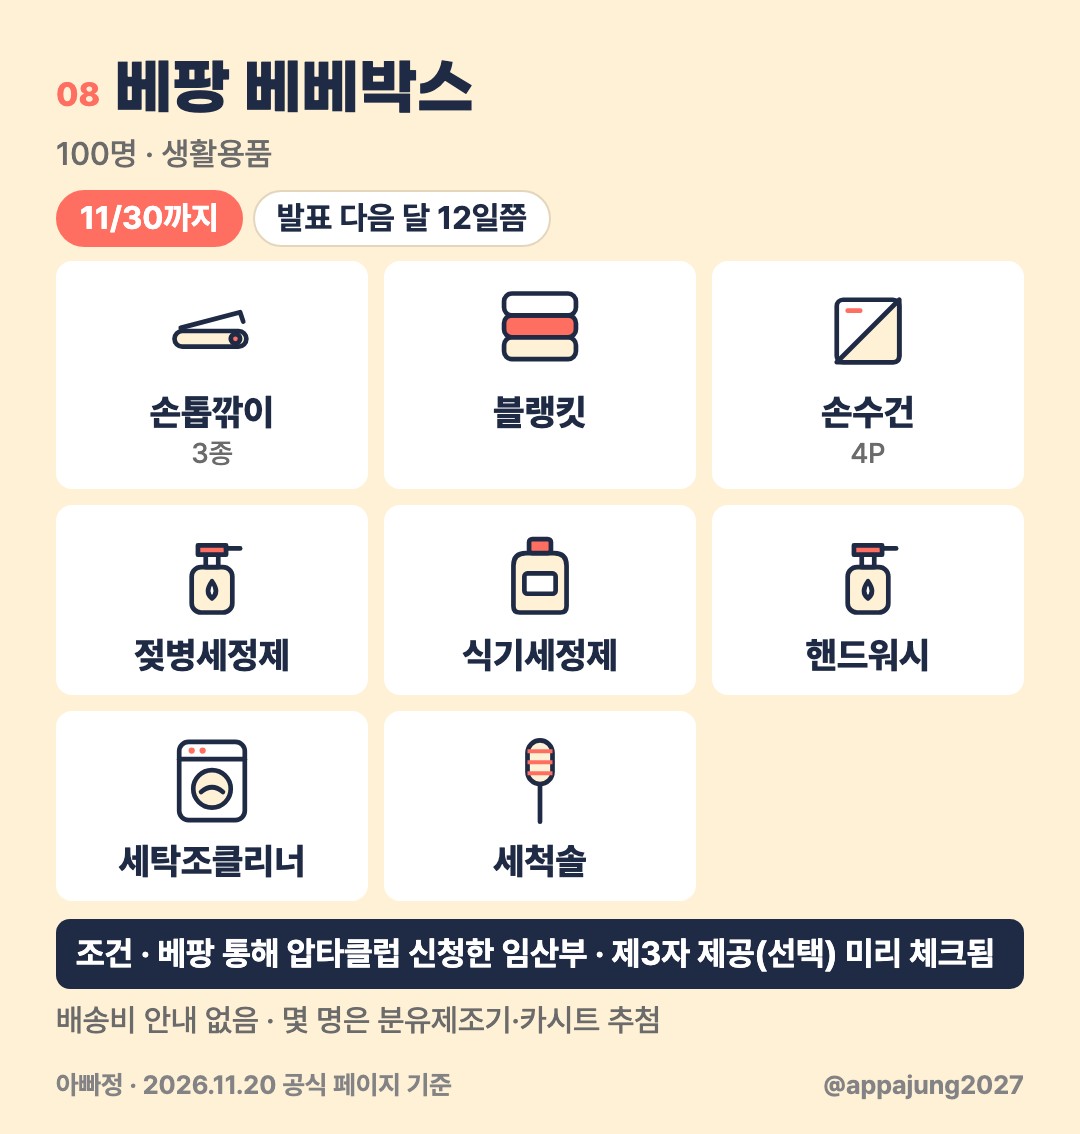 08 베팡 베베박스
100명 · 생활용품
11/30까지 발표 다음 달 12일쯤
손톱깎이 블랭킷 손수건
3종 4P
젖병세정제 식기세정제 핸드워시
세탁조클리너 세척솔
조건 · 베팡 통해 압타클럽 신청한 임산부 · 제3자 제공(선택) 미리 체크됨
배송비 안내 없음 · 몇 명은 분유제조기·카시트 추첨
아빠정 · 2026.11.20 공식 페이지 기준 @appajung2027